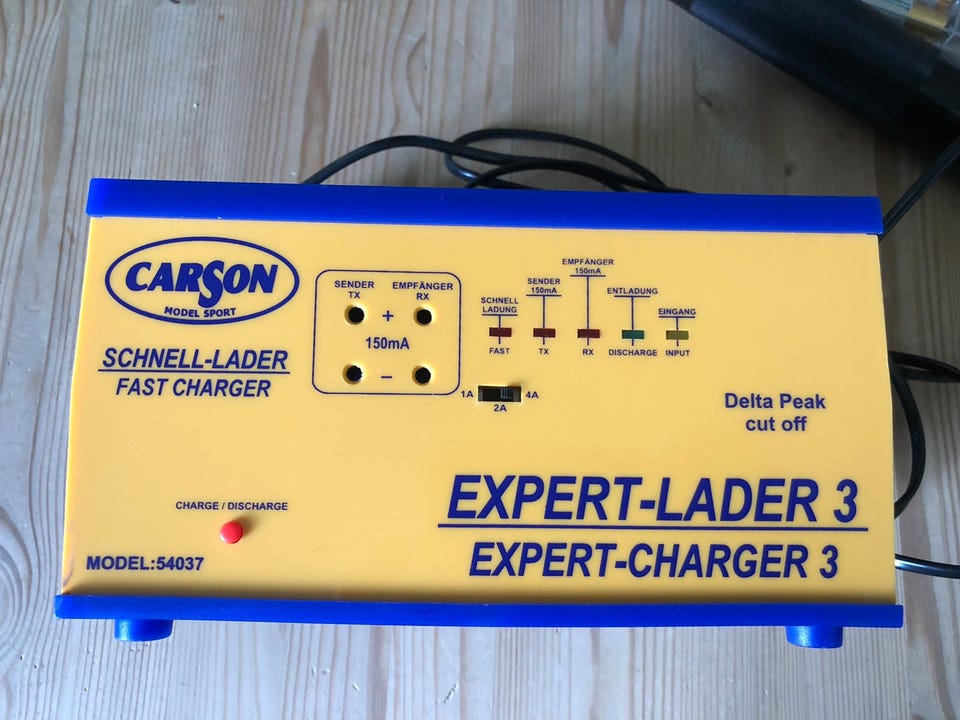 CARSON
MODEL SPORT
SCHNELL-LADER
FAST CHARGER
SENDER
TX
EMPFÄNGER
RX
+
150mA
–
SCHNELL
LADUNG
FAST
SENDER
150mA
TX
EMPFÄNGER
150mA
RX
ENTLADUNG
DISCHARGE
EINGANG
INPUT
1A
2A
4A
Delta Peak
cut off
EXPERT-LADER 3
EXPERT-CHARGER 3
CHARGE / DISCHARGE
MODEL:54037